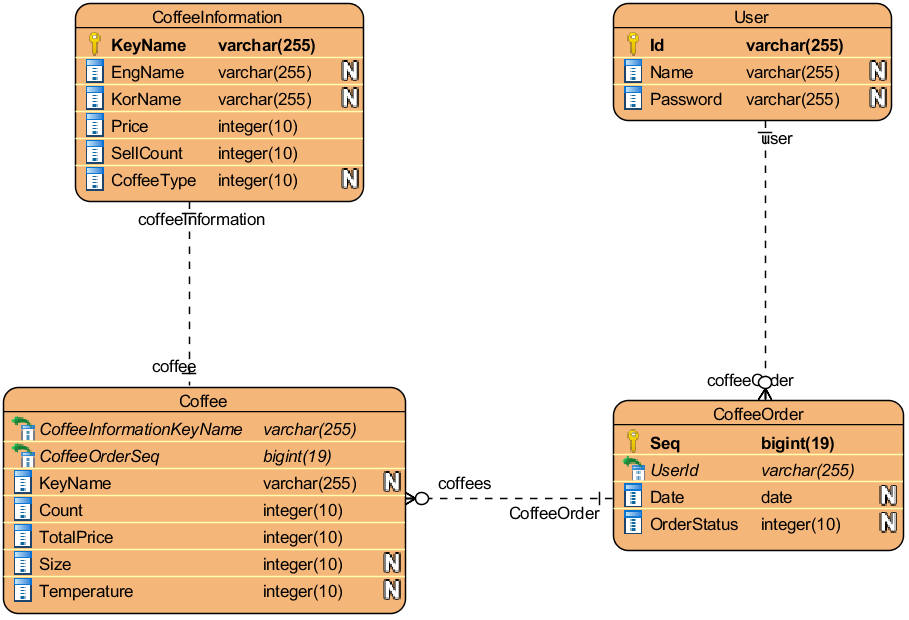 CoffeeInformation
KeyName varchar(255)
EngName varchar(255) N
KorName varchar(255) N
Price integer(10)
SellCount integer(10)
CoffeeType integer(10) N
User
Id varchar(255)
Name varchar(255) N
Password varchar(255) N
coffeeInformation
user
coffee
coffeeOrder
Coffee
CoffeeInformationKeyName varchar(255)
CoffeeOrderSeq bigint(19)
KeyName varchar(255) N
Count integer(10)
TotalPrice integer(10)
Size integer(10) N
Temperature integer(10) N
coffees
CoffeeOrder
CoffeeOrder
Seq bigint(19)
UserId varchar(255)
Date date N
OrderStatus integer(10) N